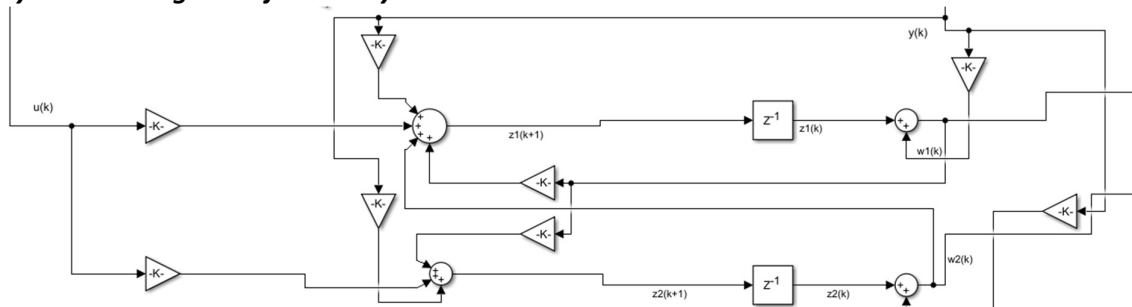 y(k)
-K-
-K-
u(k)
-K-
+
+
+
+
z1(k+1)
Z-1
z1(k)
+
+
w1(k)
-K-
-K-
-K-
-K-
-K-
+
+
+
z2(k+1)
Z-1
z2(k)
+
+
w2(k)